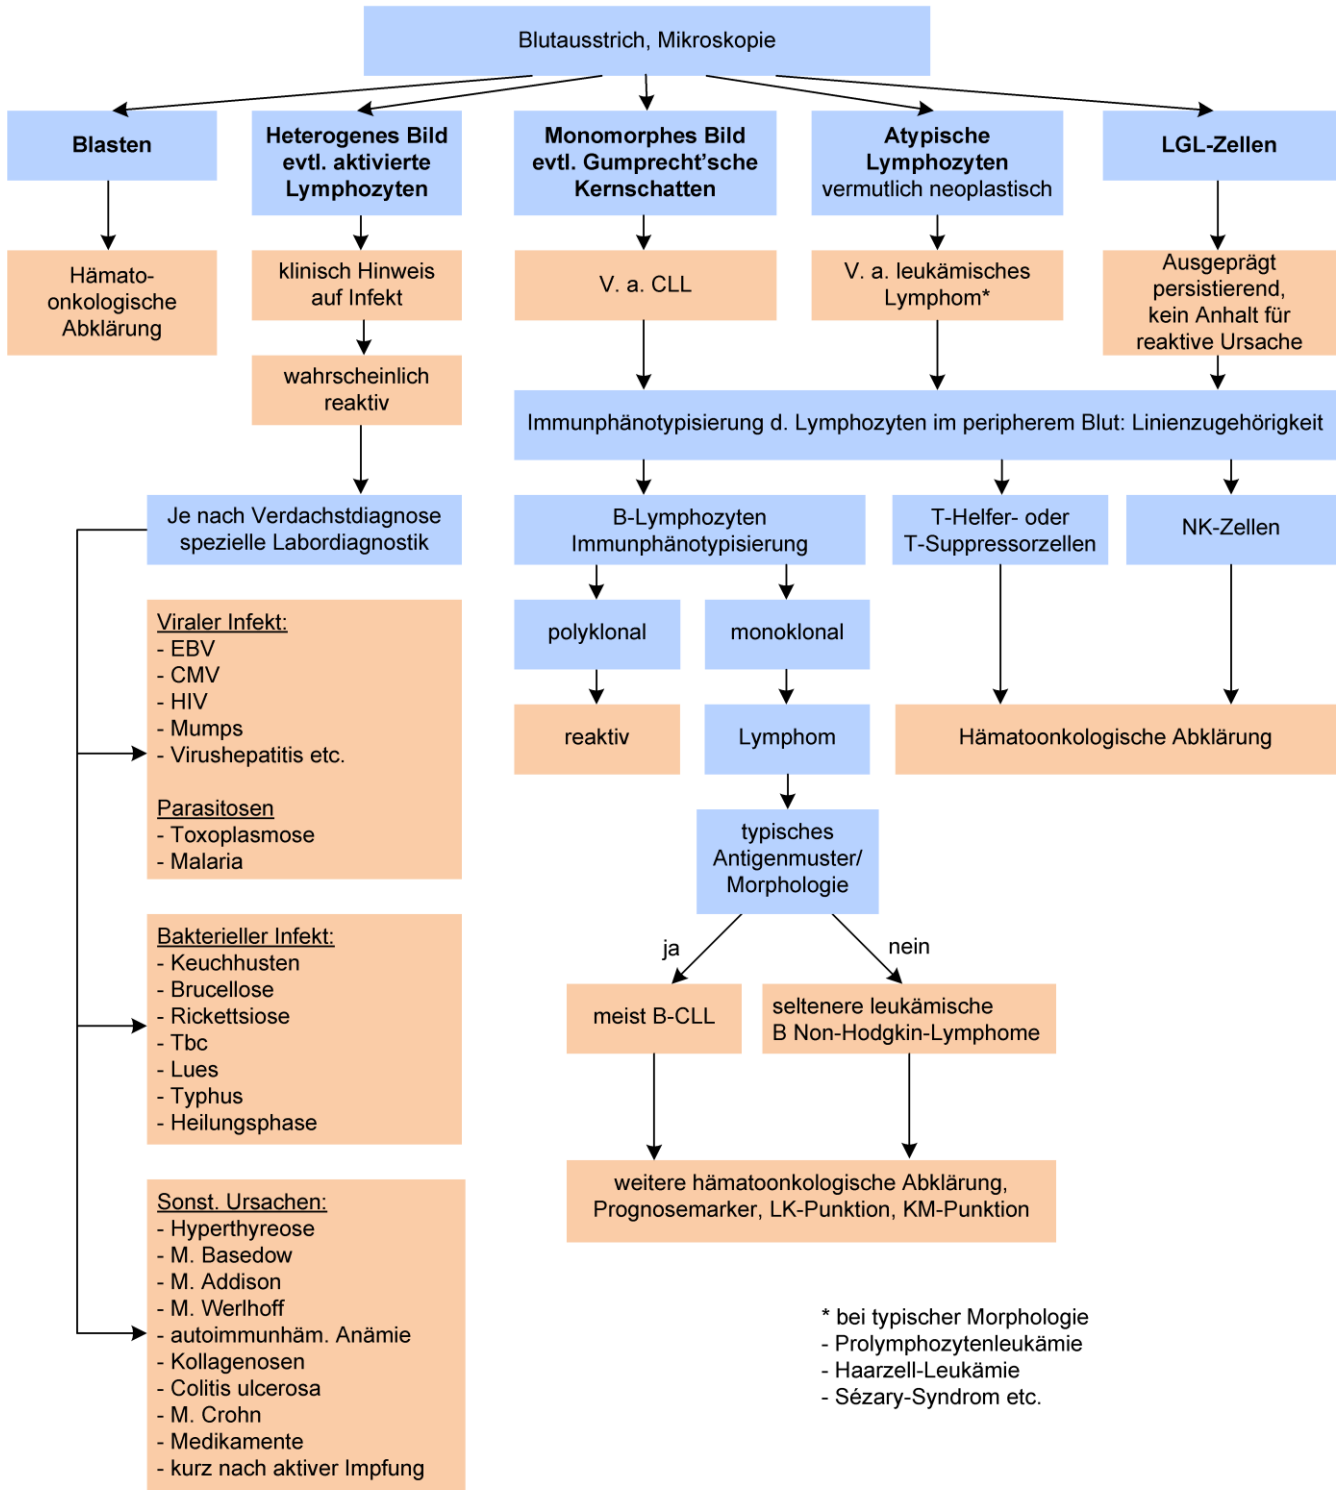 Blutausstrich, Mikroskopie
Blasten
Heterogenes Bild
evtl. aktivierte
Lymphozyten
Monomorphes Bild
evtl. Gumprecht’sche
Kernschatten
Atypische
Lymphozyten
vermutlich neoplastisch
LGL-Zellen
Hämato-
onkologische
Abklärung
klinisch Hinweis
auf Infekt
V. a. CLL
V. a. leukämisches
Lymphom*
Ausgeprägt
persistierend,
kein Anhalt für
reaktive Ursache
wahrscheinlich
reaktiv
Immunphänotypisierung d. Lymphozyten im peripherem Blut: Linienzugehörigkeit
Je nach Verdachstdiagnose
spezielle Labordiagnostik
B-Lymphozyten
Immunphänotypisierung
T-Helfer- oder
T-Suppressorzellen
NK-Zellen
polyklonal
monoklonal
reaktiv
Lymphom
Hämatoonkologische Abklärung
Viraler Infekt:
- EBV
- CMV
- HIV
- Mumps
- Virushepatitis etc.
Parasitosen
- Toxoplasmose
- Malaria
typisches
Antigenmuster/
Morphologie
ja
nein
meist B-CLL
seltenere leukämische
B Non-Hodgkin-Lymphome
Bakterieller Infekt:
- Keuchhusten
- Brucellose
- Rickettsiose
- Tbc
- Lues
- Typhus
- Heilungsphase
weitere hämatoonkologische Abklärung,
Prognosemarker, LK-Punktion, KM-Punktion
Sonst. Ursachen:
- Hyperthyreose
- M. Basedow
- M. Addison
- M. Werlhoff
- autoimmunhäm. Anämie
- Kollagenosen
- Colitis ulcerosa
- M. Crohn
- Medikamente
- kurz nach aktiver Impfung
* bei typischer Morphologie
- Prolymphozytenleukämie
- Haarzell-Leukämie
- Sézary-Syndrom etc.